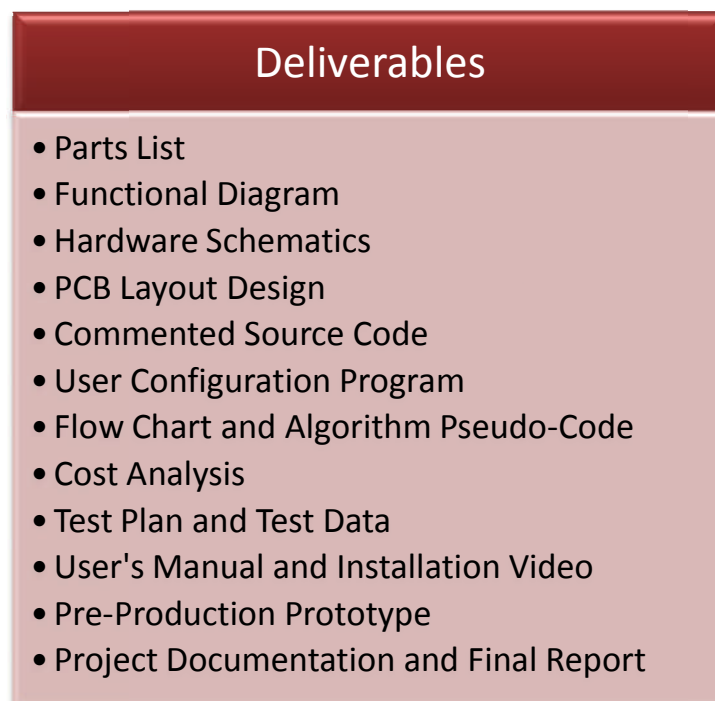 Deliverables
• Parts List
• Functional Diagram
• Hardware Schematics
• PCB Layout Design
• Commented Source Code
• User Configuration Program
• Flow Chart and Algorithm Pseudo-Code
• Cost Analysis
• Test Plan and Test Data
• User's Manual and Installation Video
• Pre-Production Prototype
• Project Documentation and Final Report